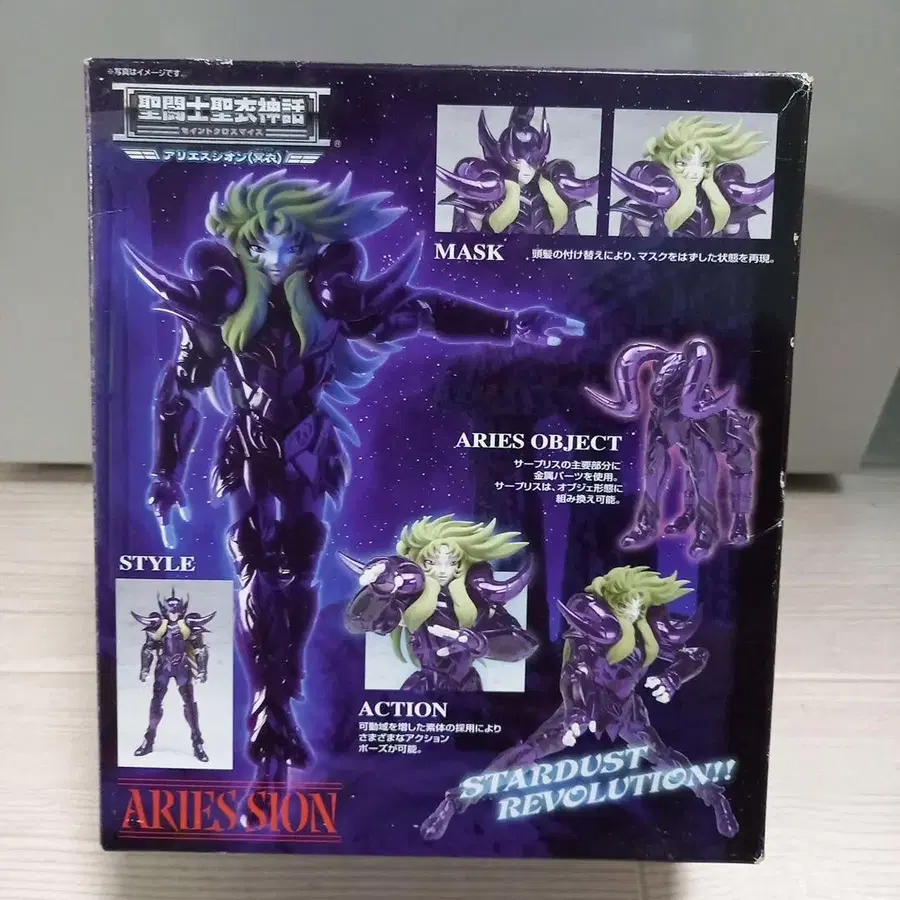 ※写真はイメージです。
聖闘士聖衣神話
セイントクロスマイス
®
アリエスシオン(冥衣)
MASK
頭髪の付け替えにより、マスクをはずした状態を再現。
ARIES OBJECT
サープリスの主要部分に
金属パーツを使用。
サープリスは、オブジェ形態に
組み換え可能。
STYLE
ACTION
可動域を増した素体の採用により
さまざまなアクション
ポーズが可能。
STARDUST
REVOLUTION!!
ARIES SION